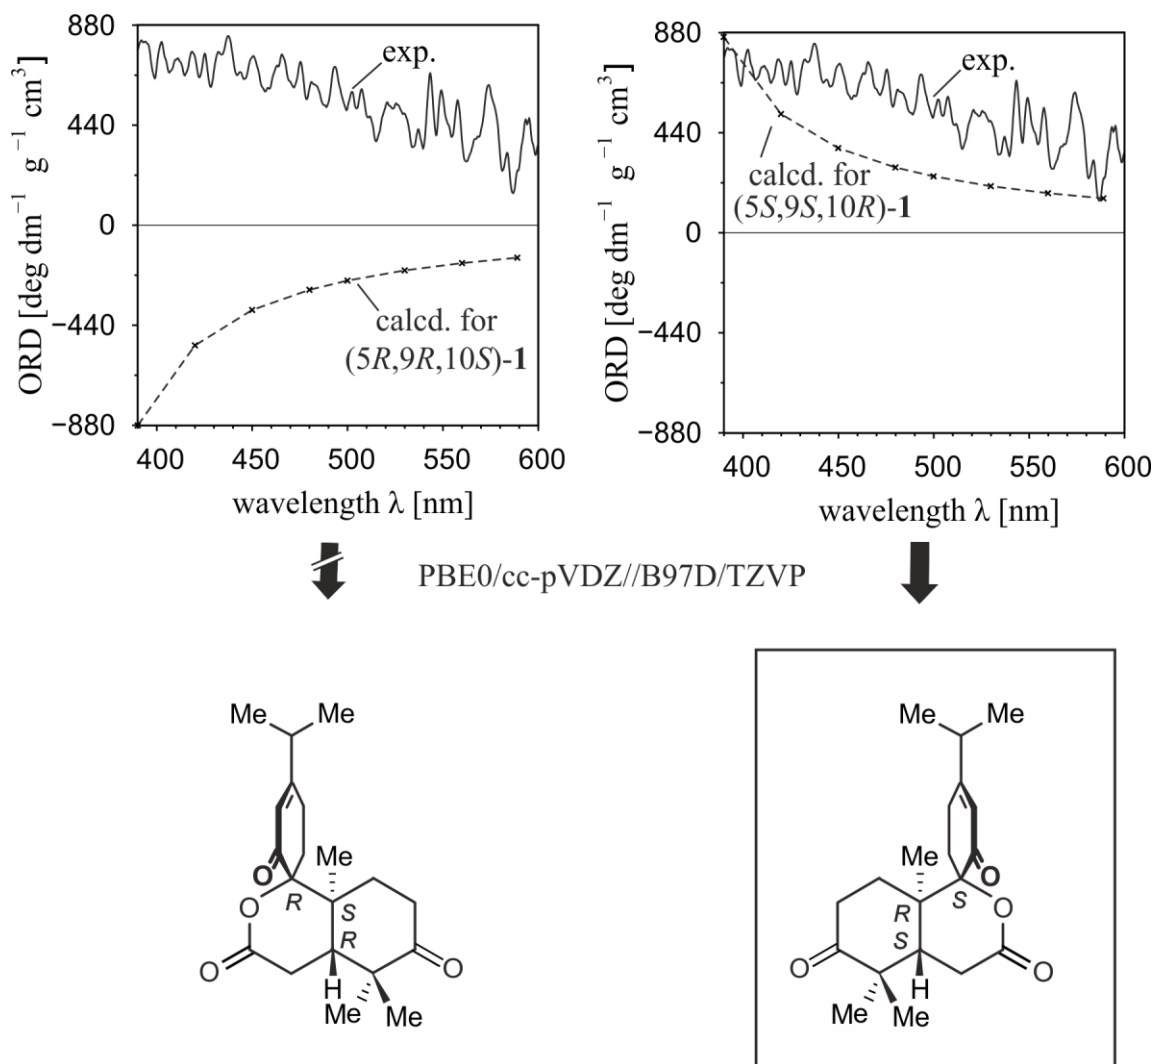 880
440
0
−440
−880
ORD [deg dm⁻¹ g⁻¹ cm³]
exp.
calcd. for
(5R,9R,10S)-1
400 450 500 550 600
wavelength λ [nm]
880
440
0
−440
−880
ORD [deg dm⁻¹ g⁻¹ cm³]
exp.
calcd. for
(5S,9S,10R)-1
400 450 500 550 600
wavelength λ [nm]
PBE0/cc-pVDZ//B97D/TZVP
Me Me
O Me
O R S
R
O H O
Me Me
Me Me
Me O
R S O
S
O H O
Me Me